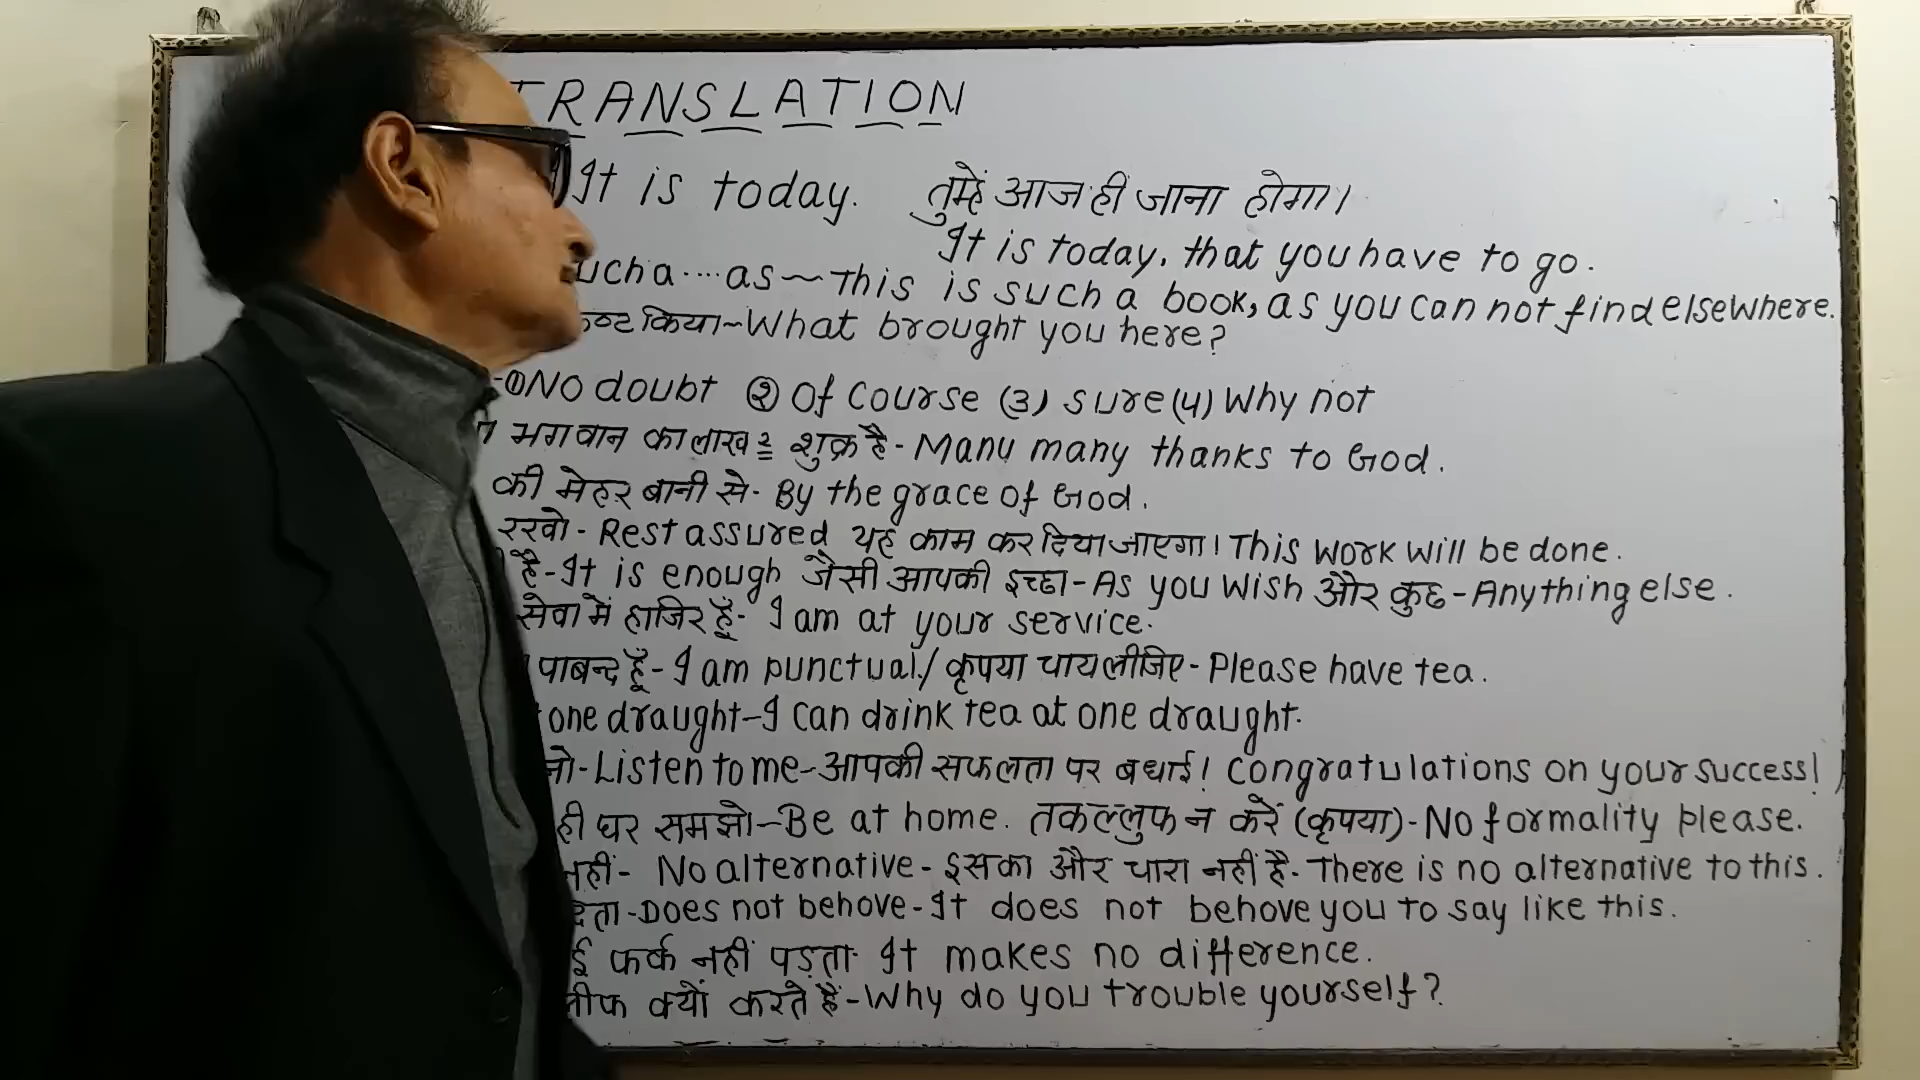 TRANSLATION
It is today. तुम्हें आज ही जाना होगा।
It is today, that you have to go.
such a .... as ~ This is such a book, as you can not find elsewhere.
कष्ट किया ~ What brought you here?
- ① No doubt ② Of course (3) sure (4) Why not
भगवान का लाख २ शुक्र है - Many many thanks to God.
की मेहरबानी से - By the grace of God.
रखो - Rest assured यह काम कर दिया जाएगा। This work will be done.
है - It is enough जैसी आपकी इच्छा - As you wish और कुछ - Anything else.
सेवा में हाजिर हूँ - I am at your service.
पाबन्द हूँ - I am punctual. / कृपया चाय लीजिए - Please have tea.
one draught - I can drink tea at one draught.
- Listen to me - आपकी सफलता पर बधाई! Congratulations on your success!
ही घर समझो - Be at home. तकल्लुफ न करें (कृपया) - No formality please.
नहीं - No alternative - इसका और चारा नहीं है - There is no alternative to this.
- Does not behove - It does not behove you to say like this.
फर्क नहीं पड़ता - It makes no difference.
क्यों करते हैं - Why do you trouble yourself?